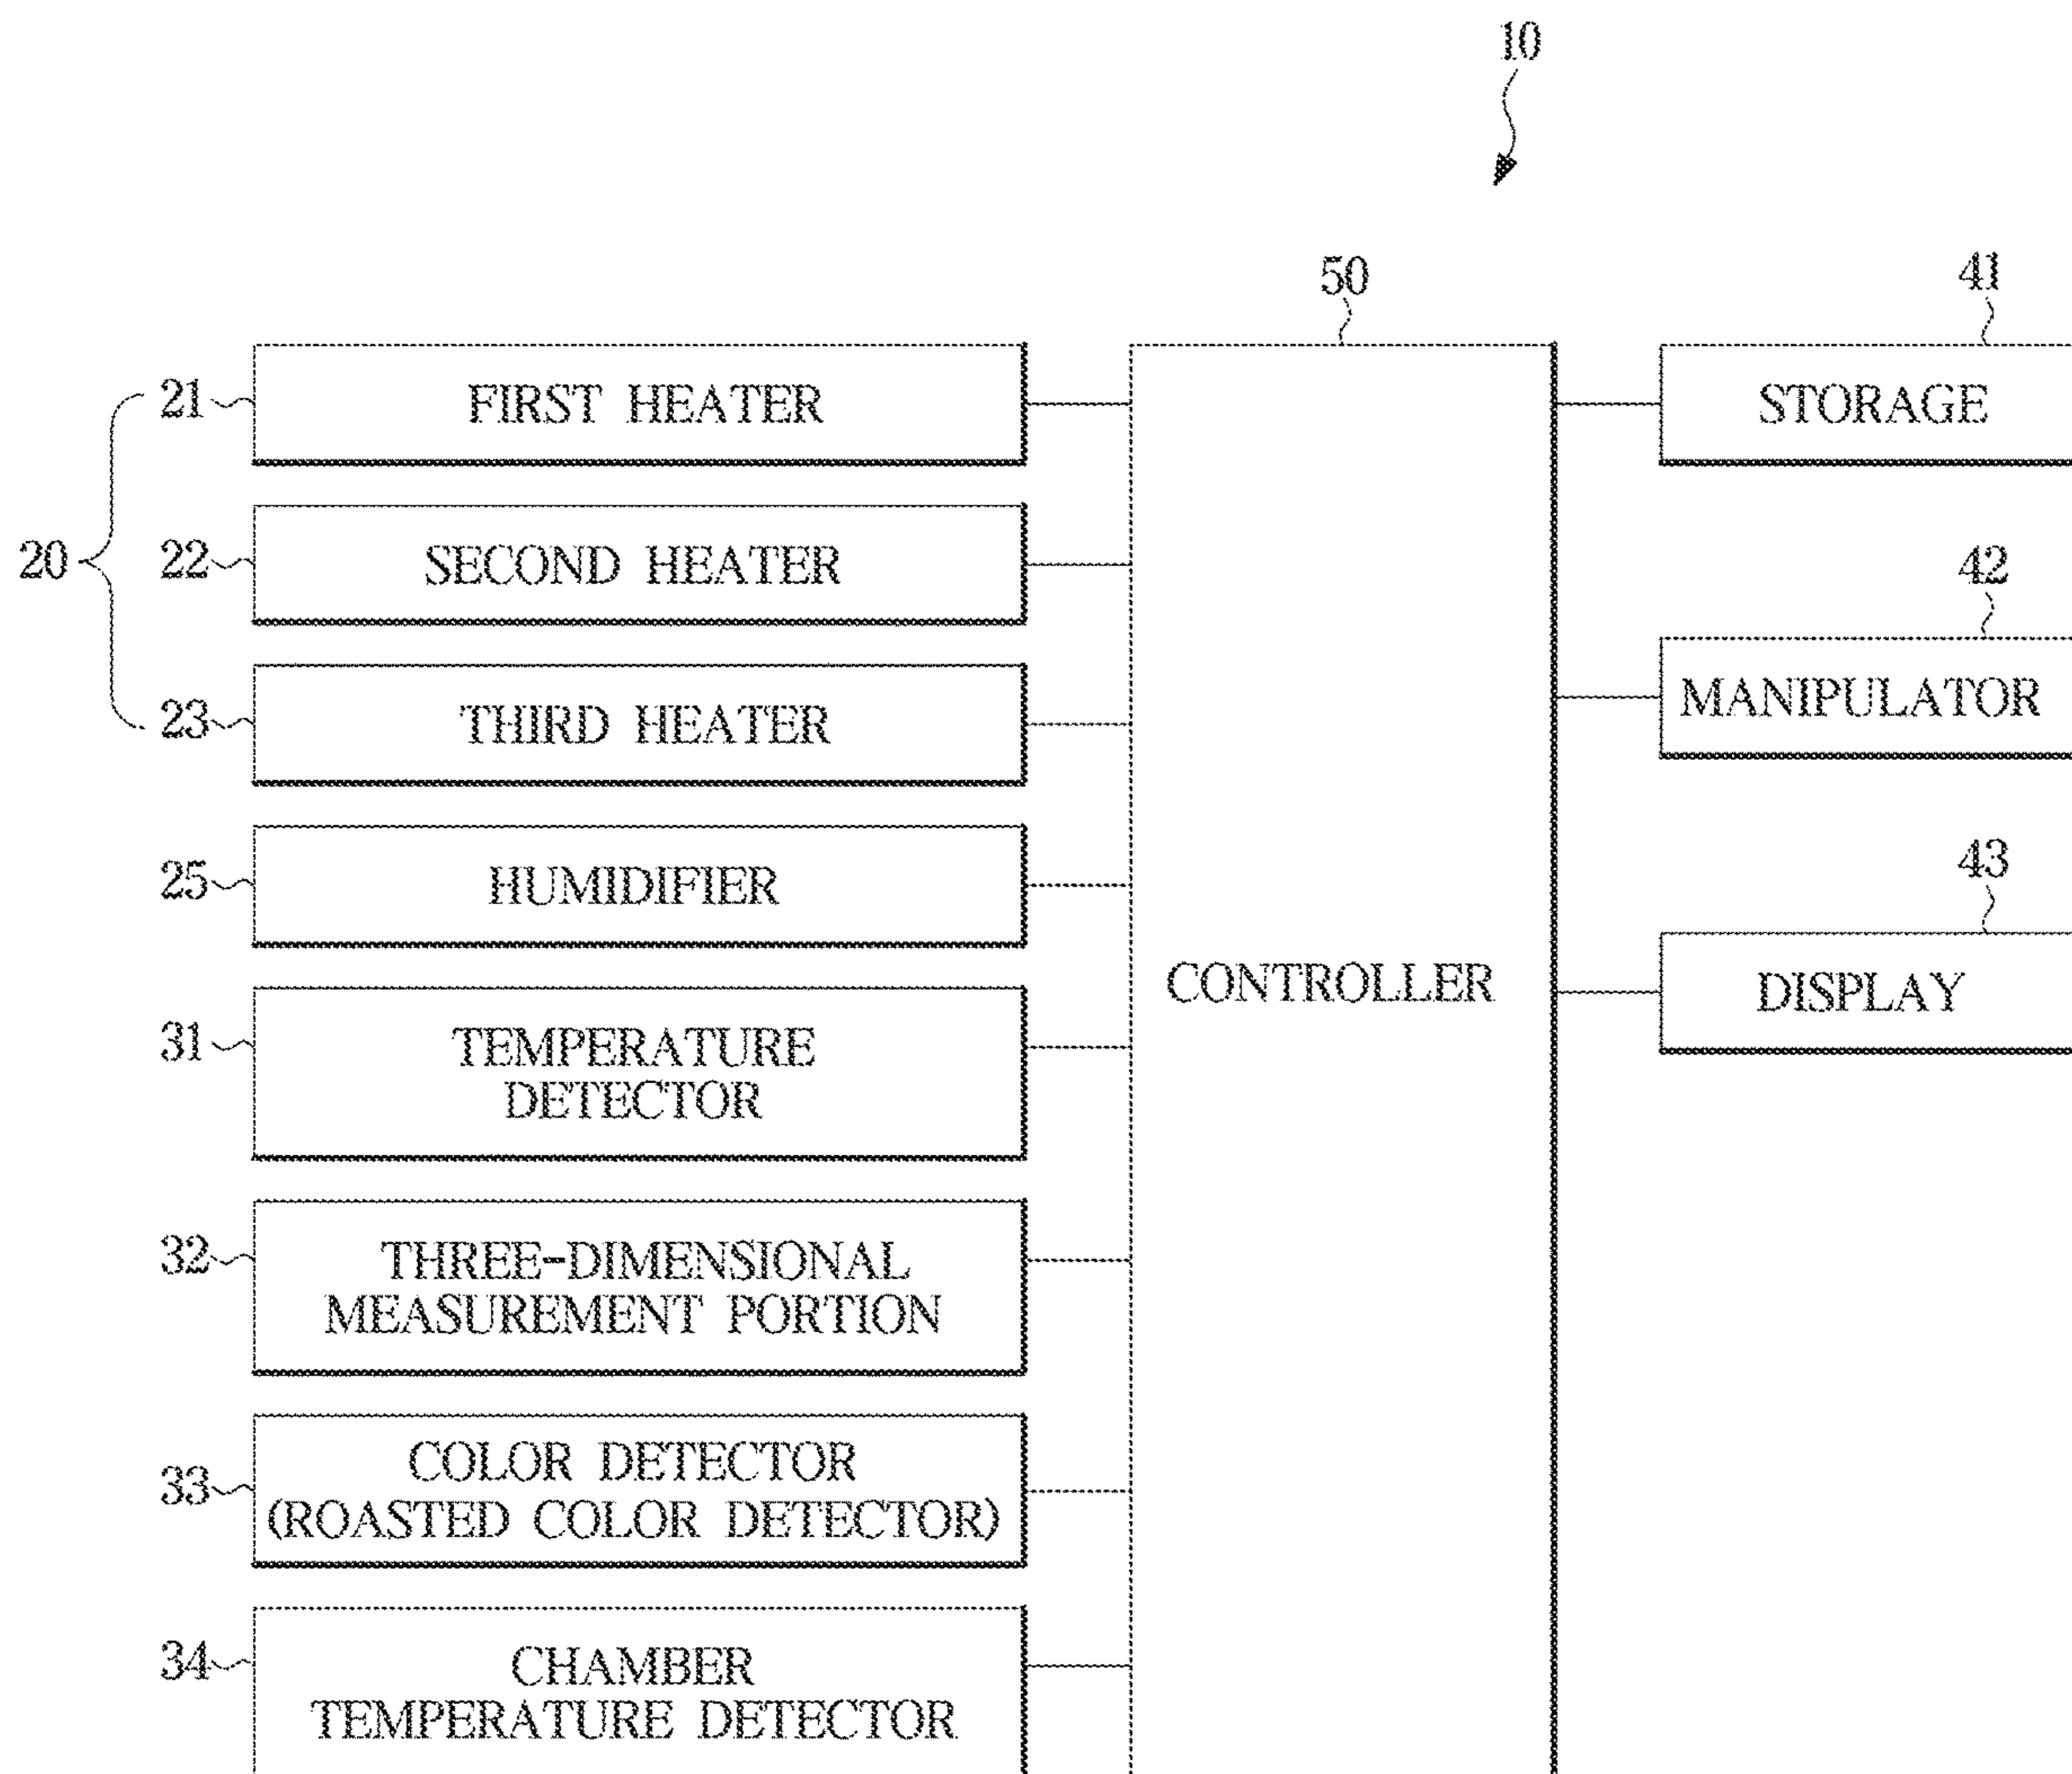 10
50
41
21
FIRST HEATER
STORAGE
20
22
SECOND HEATER
42
23
THIRD HEATER
MANIPULATOR
25
HUMIDIFIER
43
CONTROLLER
DISPLAY
31
TEMPERATURE
DETECTOR
32
THREE-DIMENSIONAL
MEASUREMENT PORTION
33
COLOR DETECTOR
(ROASTED COLOR DETECTOR)
34
CHAMBER
TEMPERATURE DETECTOR